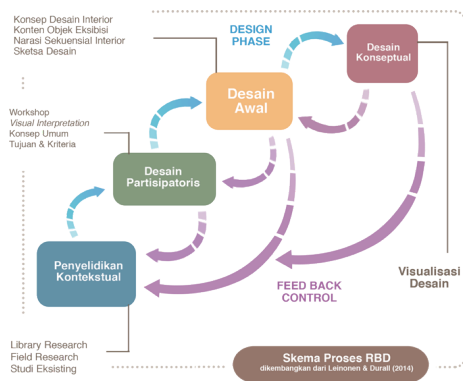 Konsep Desain Interior
Konten Objek Eksibisi
Narasi Sekuensial Interior
Sketsa Desain
DESIGN
PHASE
Desain
Konseptual
Desain
Awal
Workshop
Visual Interpretation
Konsep Umum
Tujuan & Kriteria
Desain
Partisipatoris
Penyelidikan
Kontekstual
Visualisasi
Desain
FEED BACK
CONTROL
Library Research
Field Research
Studi Eksisting
Skema Proses RBD
dikembangkan dari Leinonen & Durall (2014)